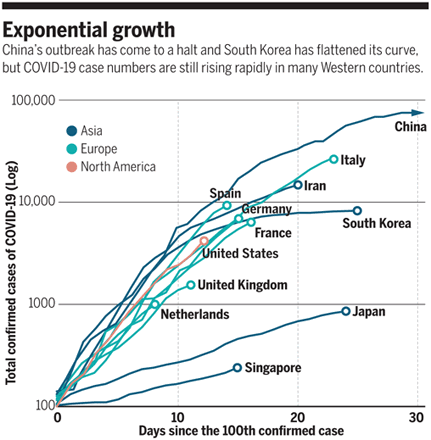 Exponential growth
China's outbreak has come to a halt and South Korea has flattened its curve,
but COVID-19 case numbers are still rising rapidly in many Western countries.
100,000
China
Asia
Europe
North America
Italy
Iran
Spain
10,000
Germany
South Korea
France
United States
United Kingdom
1000
Netherlands
Japan
Singapore
100
0
10
20
30
Total confirmed cases of COVID-19 (Log)
Days since the 100th confirmed case